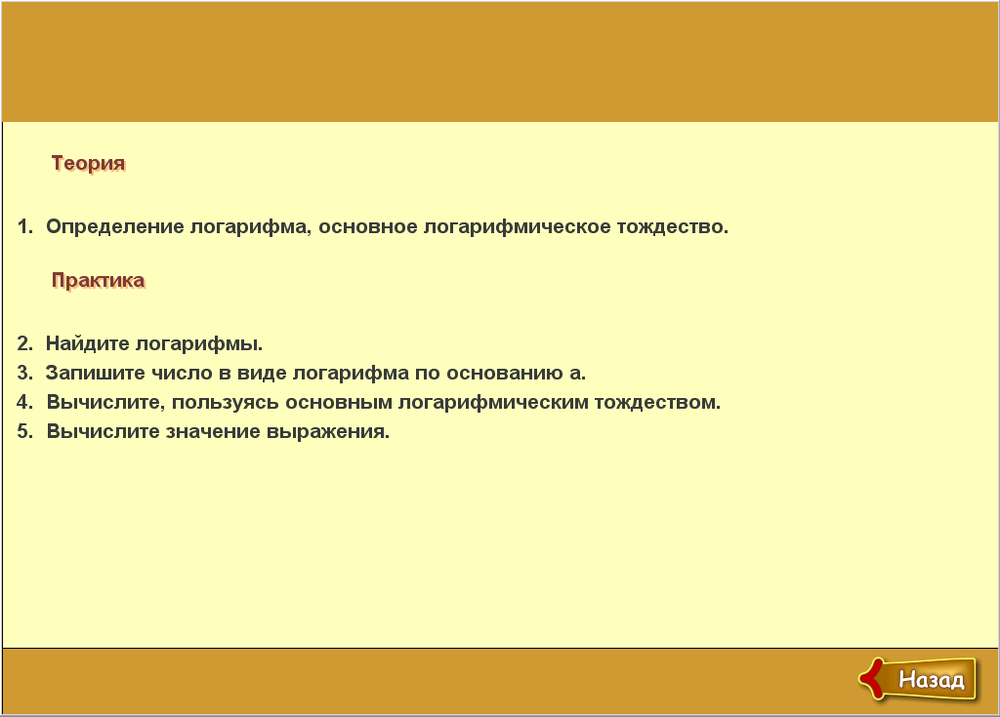 Теория
1. Определение логарифма, основное логарифмическое тождество.
Практика
2. Найдите логарифмы.
3. Запишите число в виде логарифма по основанию а.
4. Вычислите, пользуясь основным логарифмическим тождеством.
5. Вычислите значение выражения.
Назад